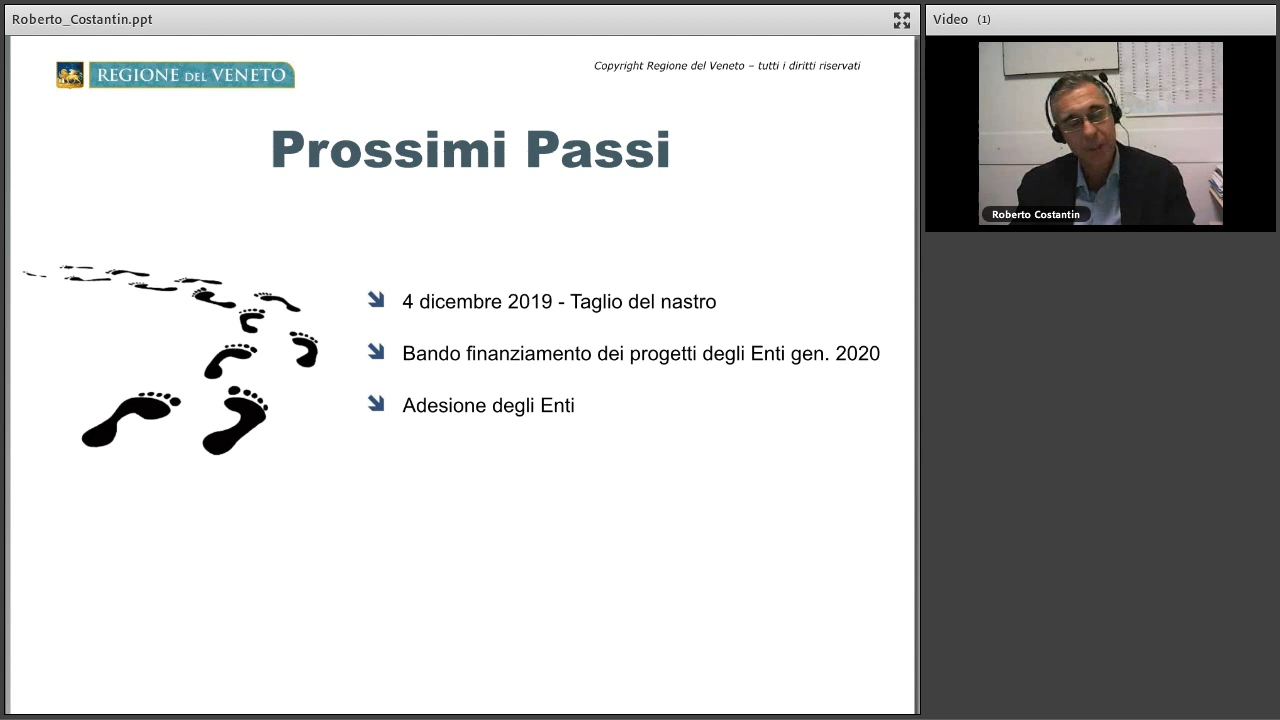 Roberto_Costantin.ppt
Video (1)
REGIONE DEL VENETO
Copyright Regione del Veneto – tutti i diritti riservati
Prossimi Passi
4 dicembre 2019 - Taglio del nastro
Bando finanziamento dei progetti degli Enti gen. 2020
Adesione degli Enti
Roberto Costantin